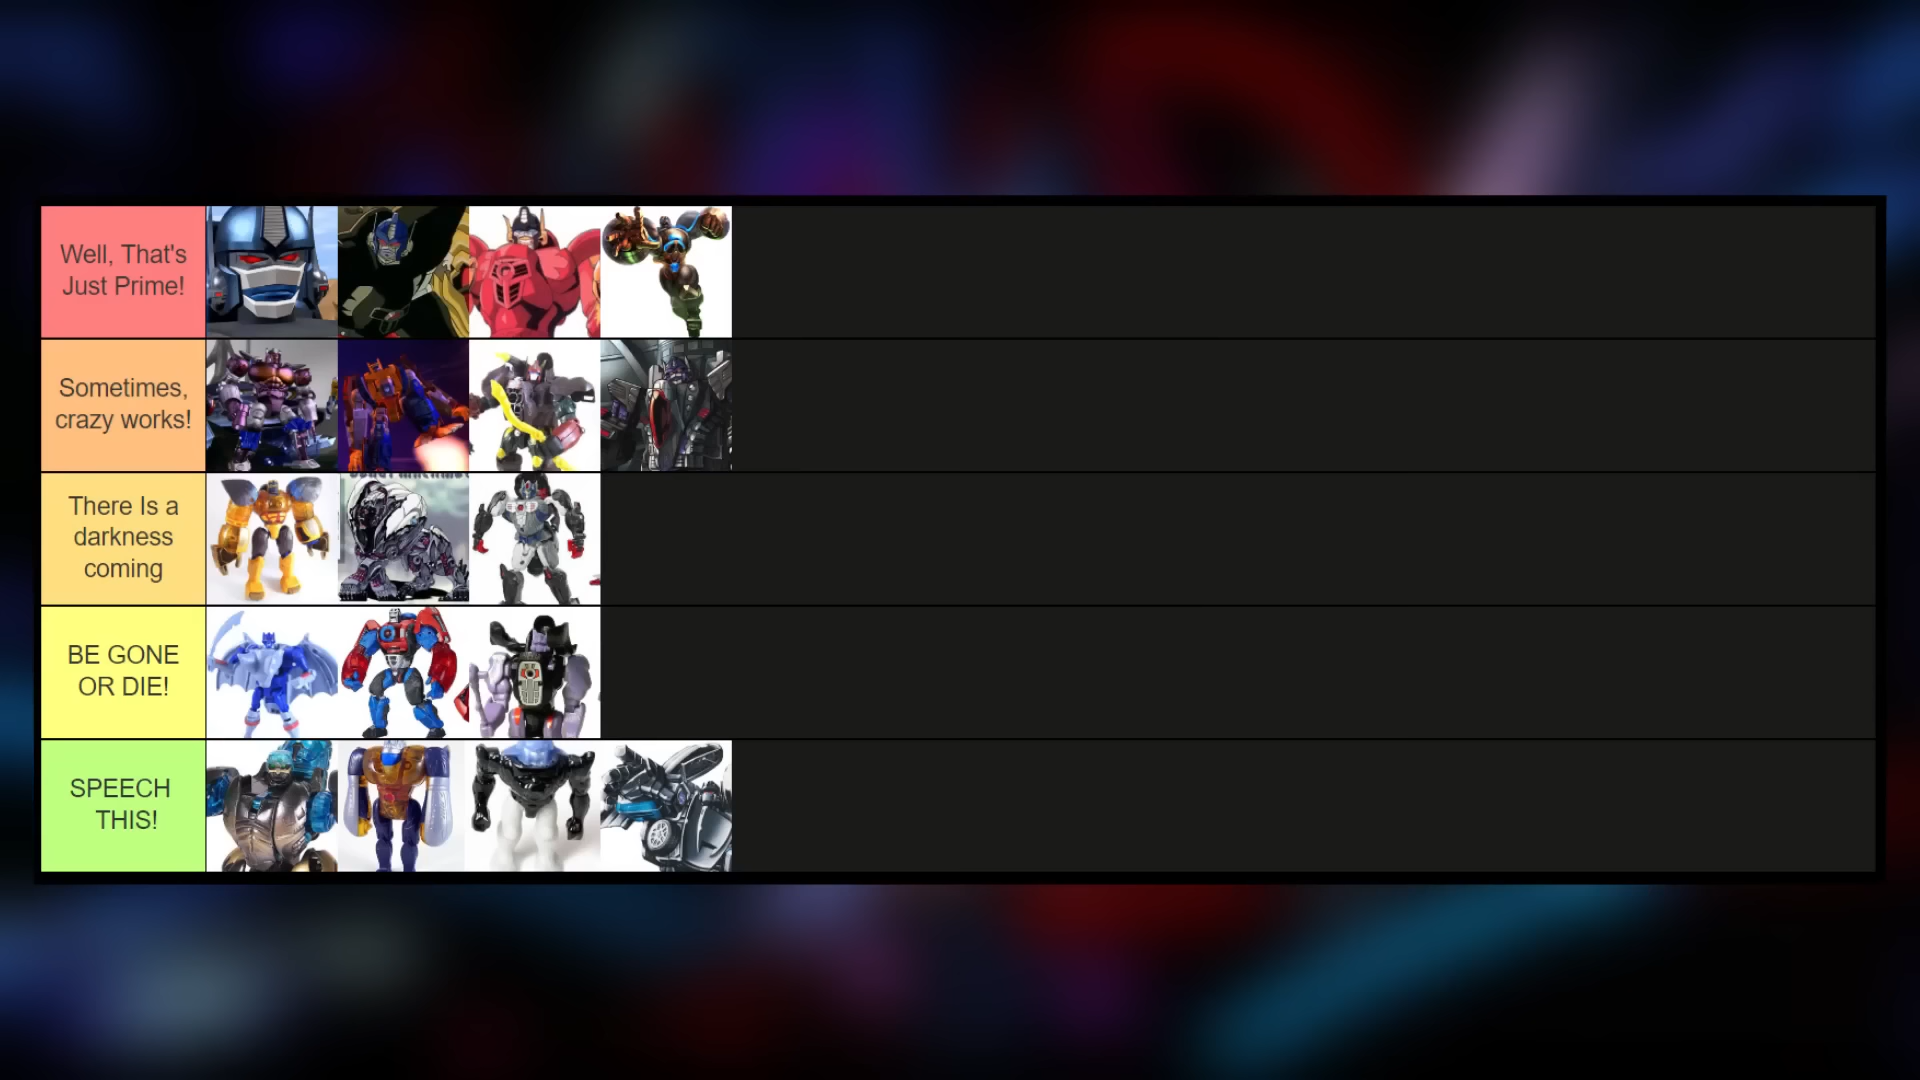 Well, That's
Just Prime!
Sometimes,
crazy works!
There Is a
darkness
coming
BE GONE
OR DIE!
SPEECH
THIS!